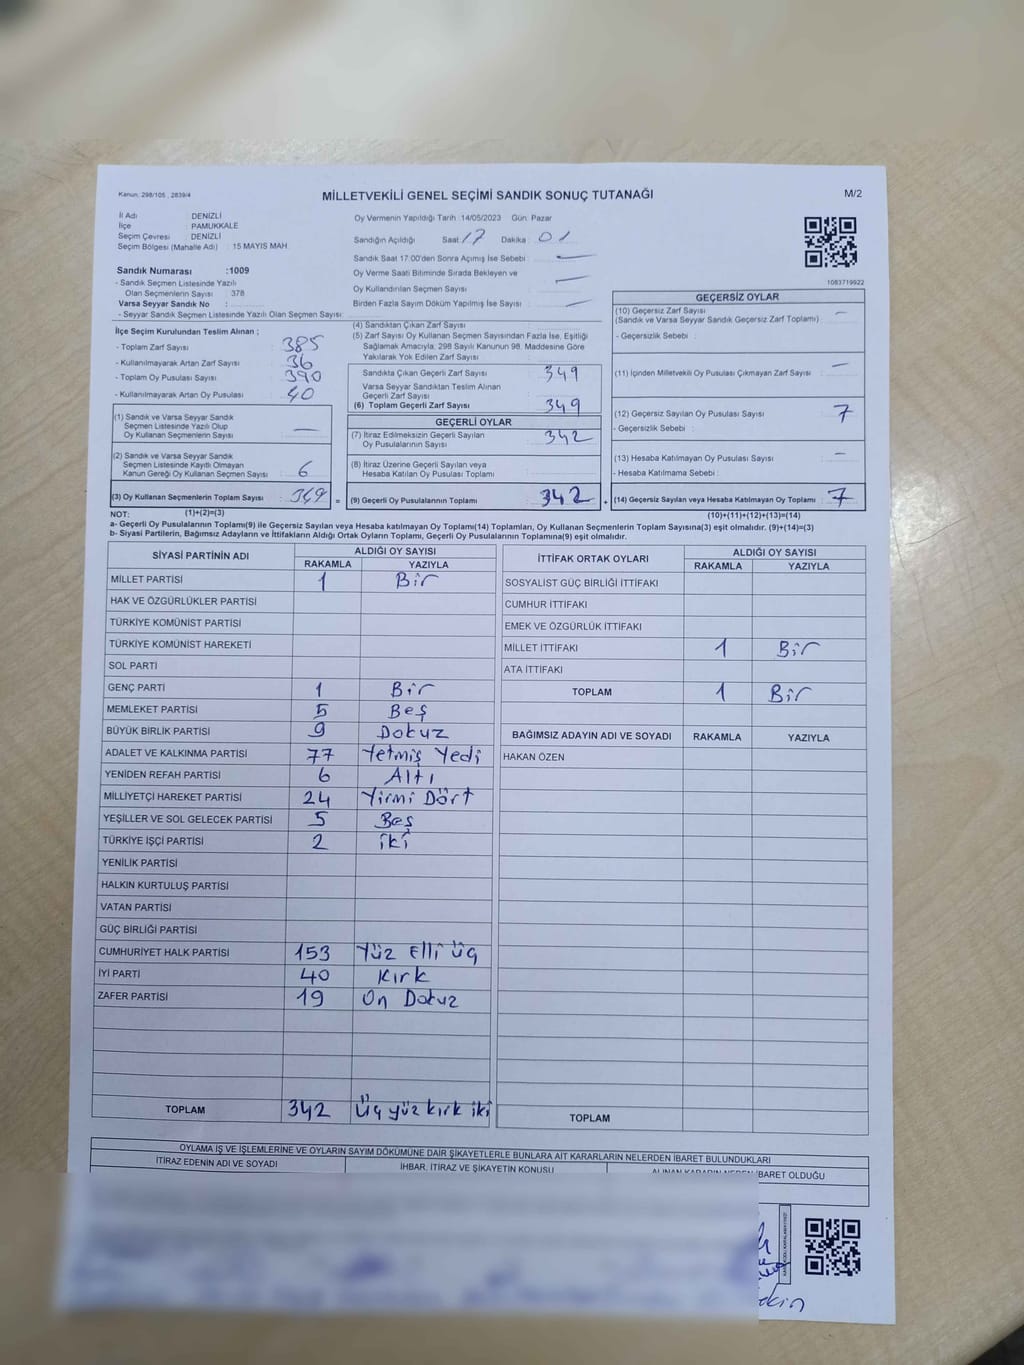 Kanun: 298/105 , 2839/4
MİLLETVEKİLİ GENEL SEÇİMİ SANDIK SONUÇ TUTANAĞI
M/2
İl Adı : DENİZLİ
İlçe : PAMUKKALE
Seçim Çevresi : DENİZLİ
Seçim Bölgesi (Mahalle Adı) : 15 MAYIS MAH.
Sandık Numarası :1009
- Sandık Seçmen Listesinde Yazılı
Olan Seçmenlerin Sayısı : 378
Varsa Seyyar Sandık No :
- Seyyar Sandık Seçmen Listesinde Yazılı Olan Seçmen Sayısı:
Oy Vermenin Yapıldığı Tarih :14/05/2023 Gün: Pazar
Sandığın Açıldığı Saat: 17 Dakika : 01
Sandık Saat 17.00'den Sonra Açımış İse Sebebi : —
Oy Verme Saati Bitiminde Sırada Bekleyen ve
Oy Kullandırılan Seçmen Sayısı : —
Birden Fazla Sayım Döküm Yapılmış İse Sayısı : —
1083719922
İlçe Seçim Kurulundan Teslim Alınan ;
- Toplam Zarf Sayısı : 385
- Kullanılmayarak Artan Zarf Sayısı : 36
- Toplam Oy Pusulası Sayısı : 390
- Kullanılmayarak Artan Oy Pusulası : 40
(1) Sandık ve Varsa Seyyar Sandık
Seçmen Listesinde Yazılı Olup
Oy Kullanan Seçmenlerin Sayısı : —
(2) Sandık ve Varsa Seyyar Sandık
Seçmen Listesinde Kayıtlı Olmayan
Kanun Gereği Oy Kullanan Seçmen Sayısı : 6
(3) Oy Kullanan Seçmenlerin Toplam Sayısı : 349 =
(4) Sandıktan Çıkan Zarf Sayısı :
(5) Zarf Sayısı Oy Kullanan Seçmen Sayısından Fazla İse, Eşitliği
Sağlamak Amacıyla; 298 Sayılı Kanunun 98. Maddesine Göre
Yakılarak Yok Edilen Zarf Sayısı :
Sandıkta Çıkan Geçerli Zarf Sayısı : 349
Varsa Seyyar Sandıktan Teslim Alınan
Geçerli Zarf Sayısı :
(6) Toplam Geçerli Zarf Sayısı : 349
GEÇERLİ OYLAR
(7) İtiraz Edilmeksizin Geçerli Sayılan
Oy Pusulalarının Sayısı : 342
(8) İtiraz Üzerine Geçerli Sayılan veya
Hesaba Katılan Oy Pusulası Toplamı :
(9) Geçerli Oy Pusulalarının Toplamı : 342 +
GEÇERSİZ OYLAR
(10) Geçersiz Zarf Sayısı : —
(Sandık ve Varsa Seyyar Sandık Geçersiz Zarf Toplamı)
- Geçersizlik Sebebi :
(11) İçinden Milletvekili Oy Pusulası Çıkmayan Zarf Sayısı : —
(12) Geçersiz Sayılan Oy Pusulası Sayısı : 7
- Geçersizlik Sebebi :
(13) Hesaba Katılmayan Oy Pusulası Sayısı : —
- Hesaba Katılmama Sebebi :
(14) Geçersiz Sayılan veya Hesaba Katılmayan Oy Toplamı : 7
NOT: (1)+(2)=(3) (10)+(11)+(12)+(13)=(14)
a- Geçerli Oy Pusulalarının Toplamı(9) ile Geçersiz Sayılan veya Hesaba katılmayan Oy Toplamı(14) Toplamları, Oy Kullanan Seçmenlerin Toplam Sayısına(3) eşit olmalıdır. (9)+(14)=(3)
b- Siyasi Partilerin, Bağımsız Adayların ve İttifakların Aldığı Ortak Oyların Toplamı, Geçerli Oy Pusulalarının Toplamına(9) eşit olmalıdır.
SİYASİ PARTİNİN ADI ALDIĞI OY SAYISI
RAKAMLA YAZIYLA
MİLLET PARTİSİ 1 Bir
HAK VE ÖZGÜRLÜKLER PARTİSİ
TÜRKİYE KOMÜNİST PARTİSİ
TÜRKİYE KOMÜNİST HAREKETİ
SOL PARTİ
GENÇ PARTİ 1 Bir
MEMLEKET PARTİSİ 5 Beş
BÜYÜK BİRLİK PARTİSİ 9 Dokuz
ADALET VE KALKINMA PARTİSİ 77 Yetmiş Yedi
YENİDEN REFAH PARTİSİ 6 Altı
MİLLİYETÇİ HAREKET PARTİSİ 24 Yirmi Dört
YEŞİLLER VE SOL GELECEK PARTİSİ 5 Beş
TÜRKİYE İŞÇİ PARTİSİ 2 iki
YENİLİK PARTİSİ
HALKIN KURTULUŞ PARTİSİ
VATAN PARTİSİ
GÜÇ BİRLİĞİ PARTİSİ
CUMHURİYET HALK PARTİSİ 153 Yüz Elli üç
İYİ PARTİ 40 Kırk
ZAFER PARTİSİ 19 On Dokuz
TOPLAM 342 Üç yüz kırk iki
İTTİFAK ORTAK OYLARI ALDIĞI OY SAYISI
RAKAMLA YAZIYLA
SOSYALİST GÜÇ BİRLİĞİ İTTİFAKI
CUMHUR İTTİFAKI
EMEK VE ÖZGÜRLÜK İTTİFAKI
MİLLET İTTİFAKI 1 Bir
ATA İTTİFAKI
TOPLAM 1 Bir
BAĞIMSIZ ADAYIN ADI VE SOYADI RAKAMLA YAZIYLA
HAKAN ÖZEN
TOPLAM
OYLAMA İŞ VE İŞLEMLERİNE VE OYLARIN SAYIM DÖKÜMÜNE DAİR ŞİKAYETLERLE BUNLARA AİT KARARLARIN NELERDEN İBARET BULUNDUKLARI
İTİRAZ EDENİN ADI VE SOYADI İHBAR, İTİRAZ VE ŞİKAYETİN KONUSU ALINAN KARARIN NEDEN İBARET OLDUĞU